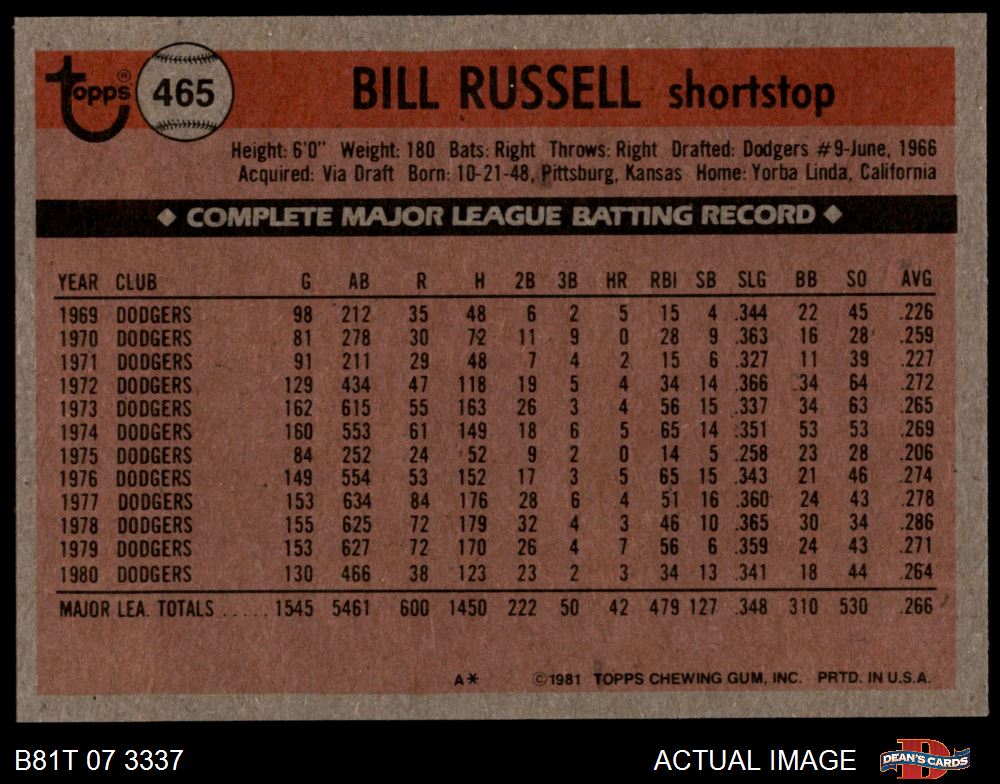 topps® 465 BILL RUSSELL shortstop
Height: 6'0" Weight: 180 Bats: Right Throws: Right Drafted: Dodgers #9-June, 1966
Acquired: Via Draft Born: 10-21-48, Pittsburg, Kansas Home: Yorba Linda, California
◆ COMPLETE MAJOR LEAGUE BATTING RECORD ◆
YEAR CLUB G AB R H 2B 3B HR RBI SB SLG BB SO AVG
1969 DODGERS 98 212 35 48 6 2 5 15 4 .344 22 45 .226
1970 DODGERS 81 278 30 72 11 9 0 28 9 .363 16 28 .259
1971 DODGERS 91 211 29 48 7 4 2 15 6 .327 11 39 .227
1972 DODGERS 129 434 47 118 19 5 4 34 14 .366 34 64 .272
1973 DODGERS 162 615 55 163 26 3 4 56 15 .337 34 63 .265
1974 DODGERS 160 553 61 149 18 6 5 65 14 .351 53 53 .269
1975 DODGERS 84 252 24 52 9 2 0 14 5 .258 23 28 .206
1976 DODGERS 149 554 53 152 17 3 5 65 15 .343 21 46 .274
1977 DODGERS 153 634 84 176 28 6 4 51 16 .360 24 43 .278
1978 DODGERS 155 625 72 179 32 4 3 46 10 .365 30 34 .286
1979 DODGERS 153 627 72 170 26 4 7 56 6 .359 24 43 .271
1980 DODGERS 130 466 38 123 23 2 3 34 13 .341 18 44 .264
MAJOR LEA. TOTALS ..... 1545 5461 600 1450 222 50 42 479 127 .348 310 530 .266
A* ©1981 TOPPS CHEWING GUM, INC. PRTD. IN U.S.A.
B81T 07 3337 ACTUAL IMAGE DEAN'S CARDS